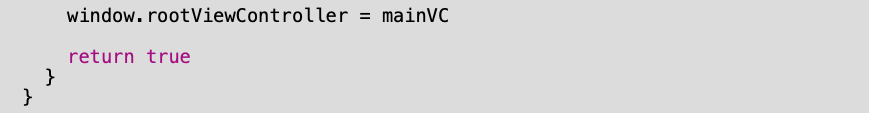 window.rootViewController = mainVC
return true
}
}